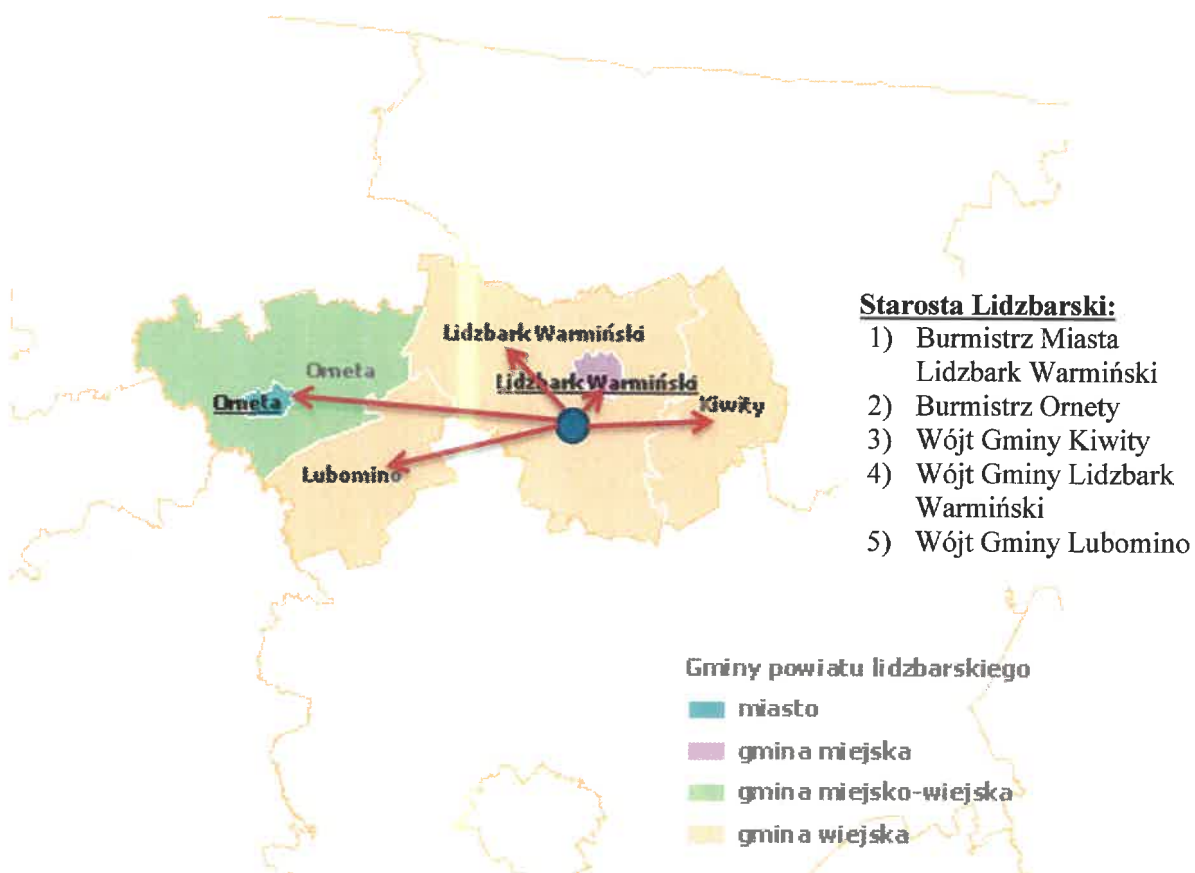 Lidzbark Warmiński
Orneta
Lidzbark Warmiński
Orneta
Kiwity
Lubomino
Starosta Lidzbarski:
1) Burmistrz Miasta
Lidzbark Warmiński
2) Burmistrz Ornety
3) Wójt Gminy Kiwity
4) Wójt Gminy Lidzbark
Warmiński
5) Wójt Gminy Lubomino
Gminy powiatu lidzbarskiego
miasto
gmina miejska
gmina miejsko-wiejska
gmina wiejska